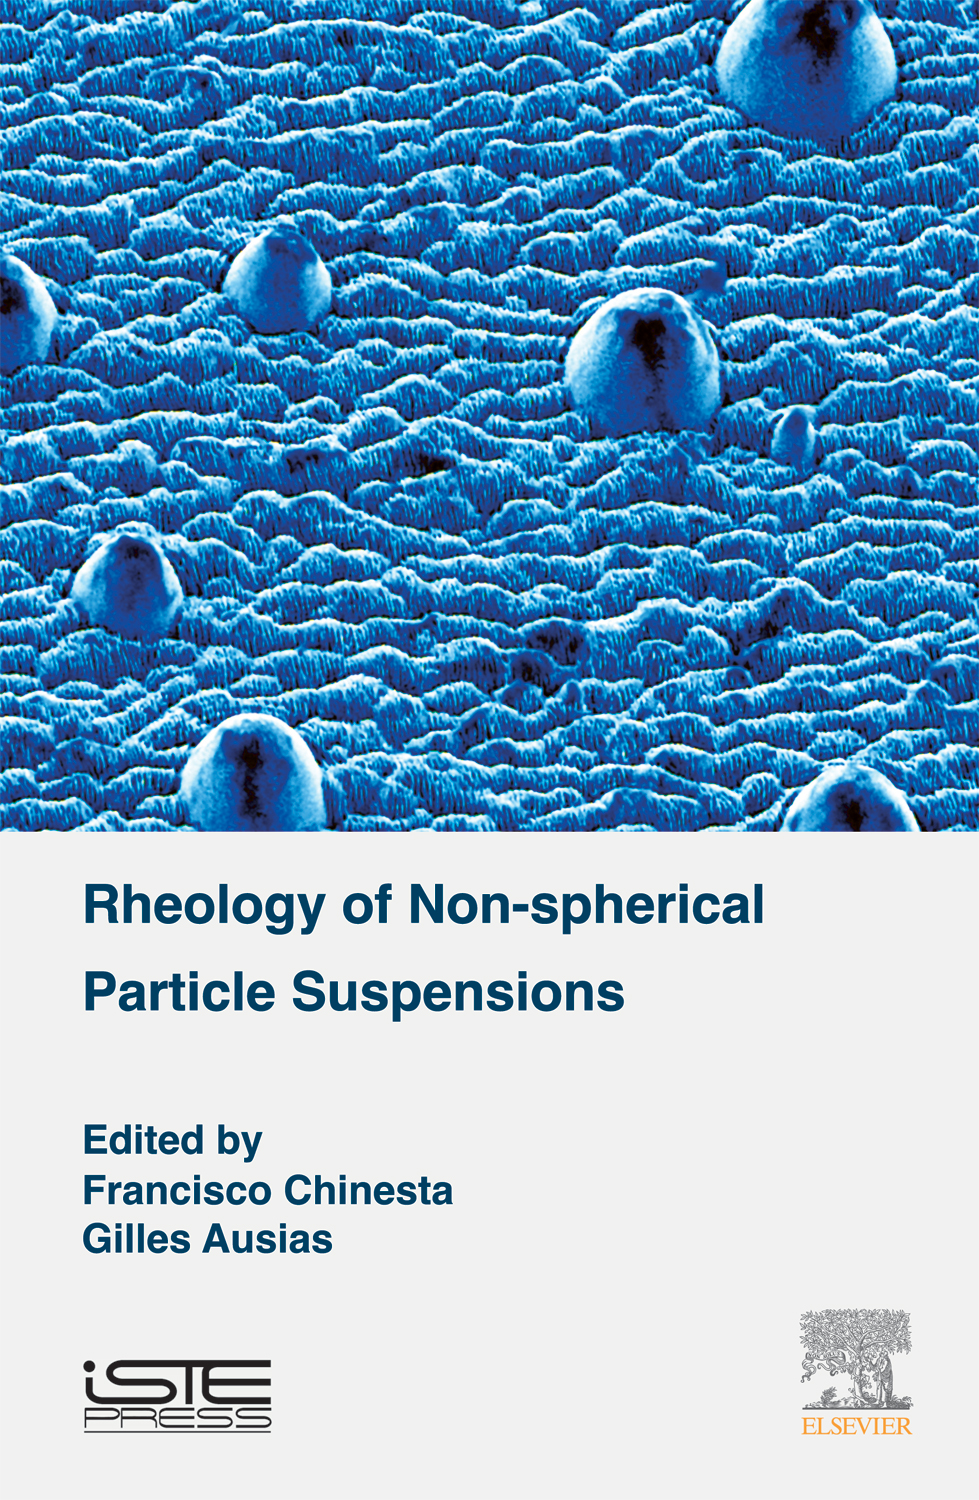 Rheology of Non-spherical
Particle Suspensions
Edited by
Francisco Chinesta
Gilles Ausias
iSTE
PRESS
ELSEVIER